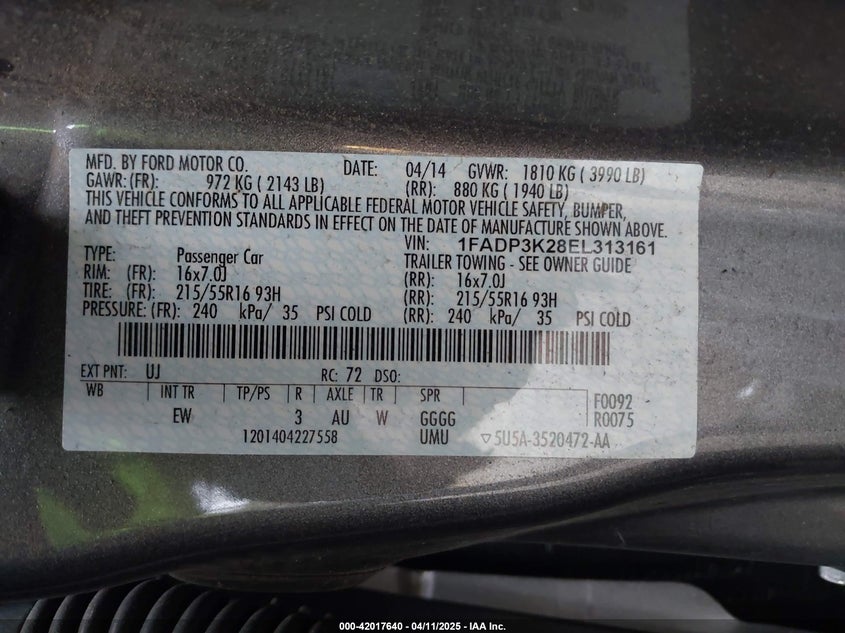 MFD. BY FORD MOTOR CO. DATE: 04/14 GVWR: 1810 KG ( 3990 LB)
GAWR: (FR) 972 KG ( 2143 LB) (RR) 880 KG ( 1940 LB)
THIS VEHICLE CONFORMS TO ALL APPLICABLE FEDERAL MOTOR VEHICLE SAFETY, BUMPER,
AND THEFT PREVENTION STANDARDS IN EFFECT ON THE DATE OF MANUFACTURE SHOWN ABOVE.
VIN: 1FADP3K28EL313161
TYPE: Passenger Car TRAILER TOWING - SEE OWNER GUIDE
RIM: (FR) 16x7.0J (RR): 16x7.0J
TIRE: (FR) 215/55R16 93H (RR): 215/55R16 93H
PRESSURE: (FR): 240 kPa/ 35 PSI COLD (RR): 240 kPa/ 35 PSI COLD
EXT PNT: UJ RC: 72 DSO:
WB INT TR TP/PS R AXLE TR SPR F0092
EW 3 AU W GGGG R0075
1201404227558 UMU ▽5U5A-3520472-AA
000-42017640 - 04/11/2025 - IAA Inc.